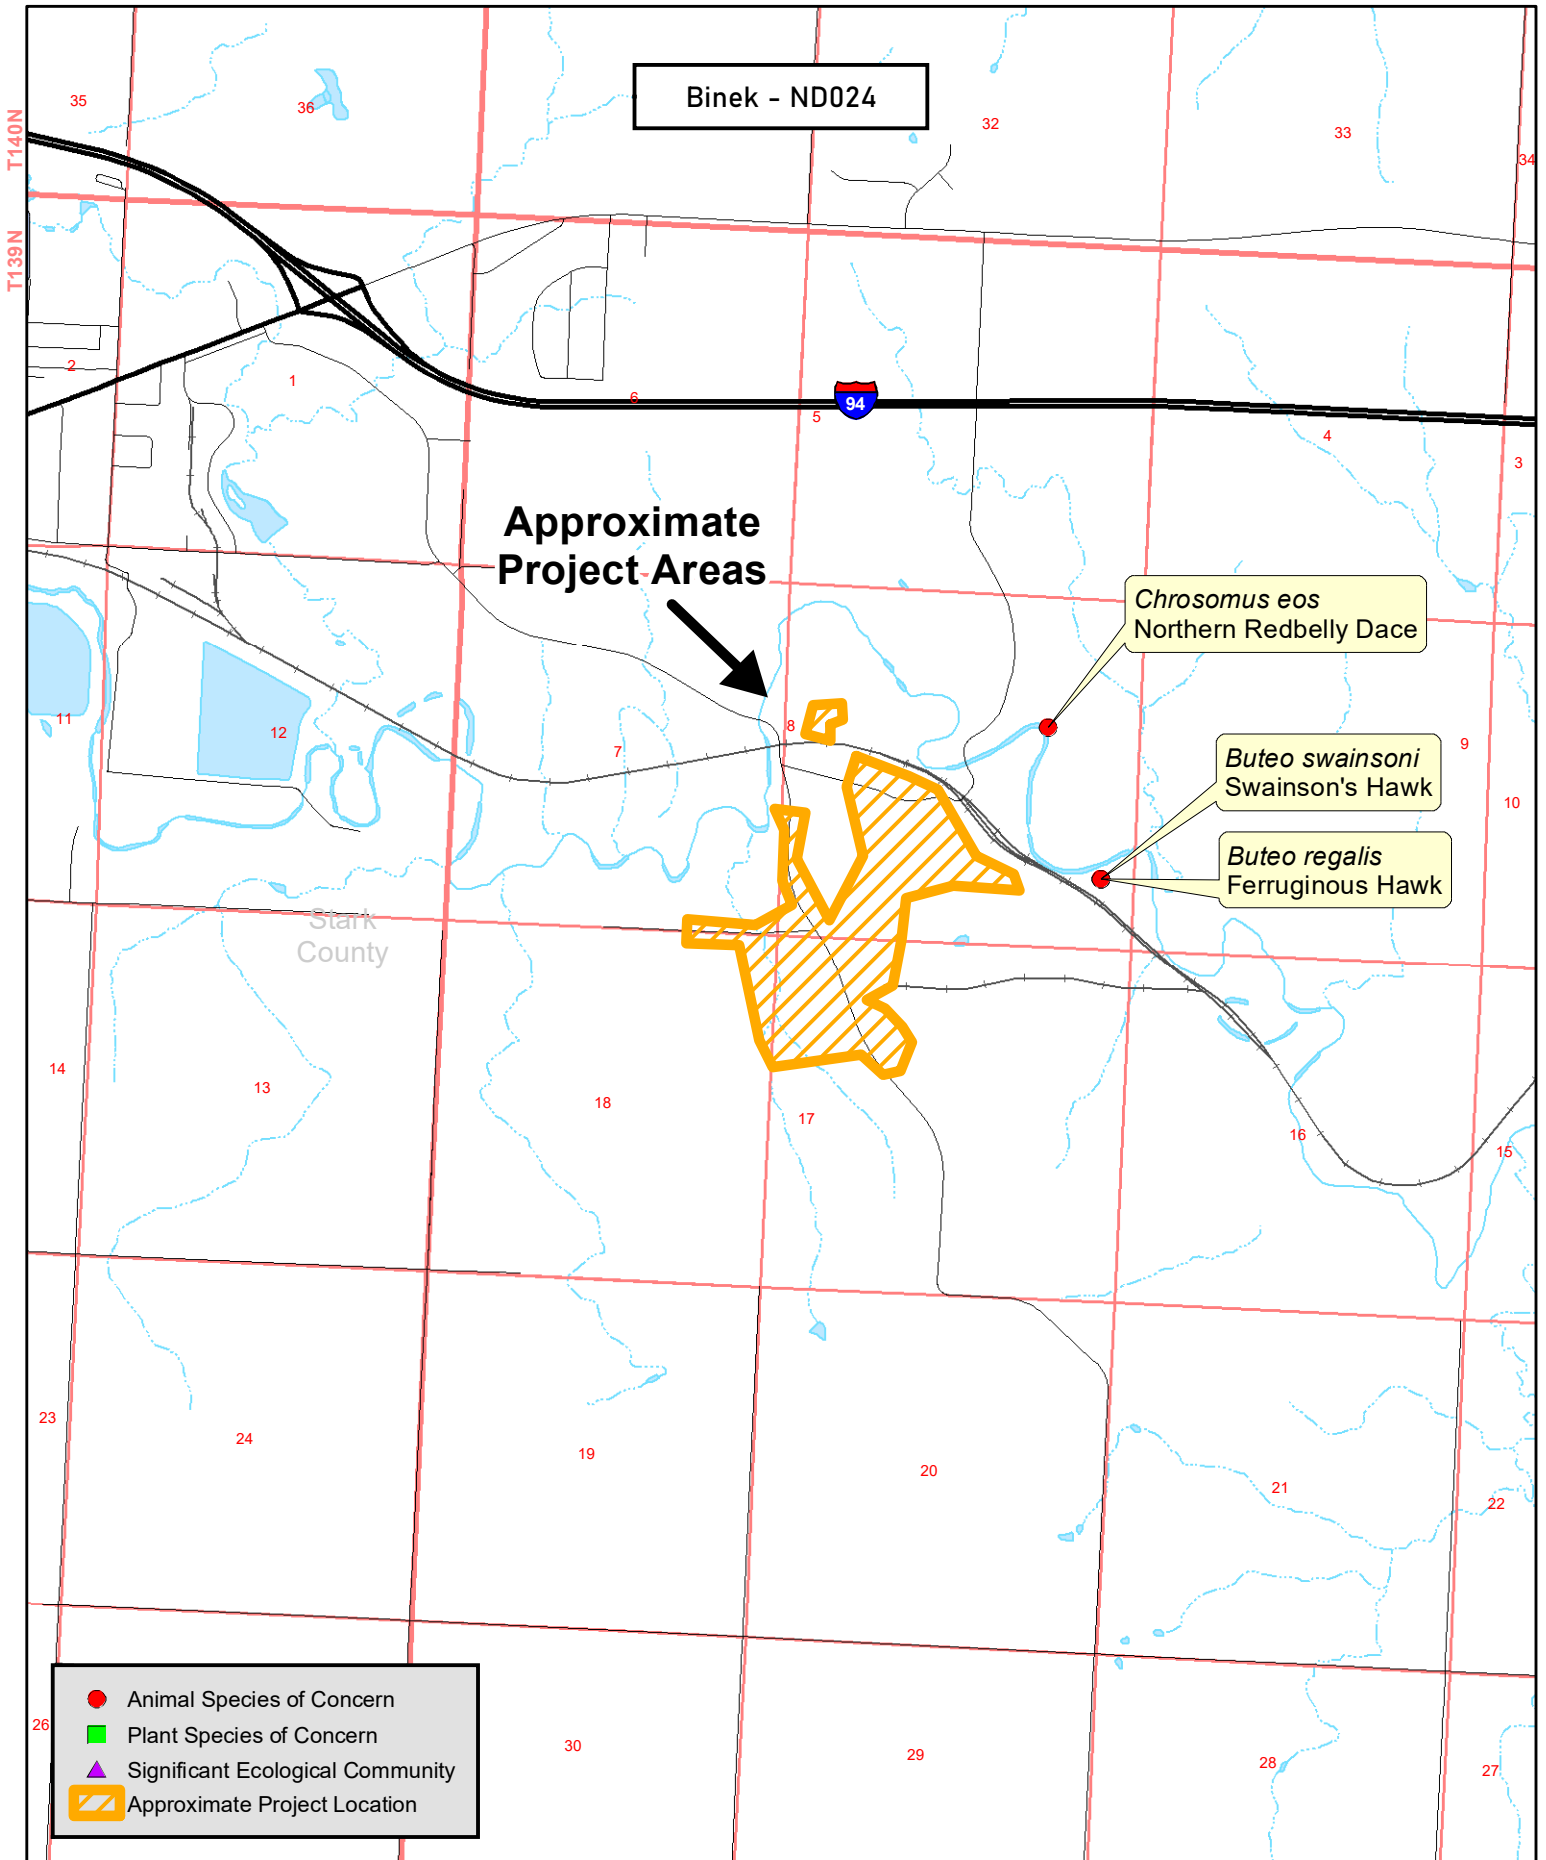 Binek - ND024
35
36
32
33
34
T140N
T139N
2
1
6
94
5
4
3
Approximate
Project Areas
Chrosomus eos
Northern Redbelly Dace
11
12
7
8
Buteo swainsoni
Swainson's Hawk
9
10
Buteo regalis
Ferruginous Hawk
Stark
County
14
13
18
17
16
15
23
24
19
20
21
22
26
30
29
28
27
Animal Species of Concern
Plant Species of Concern
Significant Ecological Community
Approximate Project Location